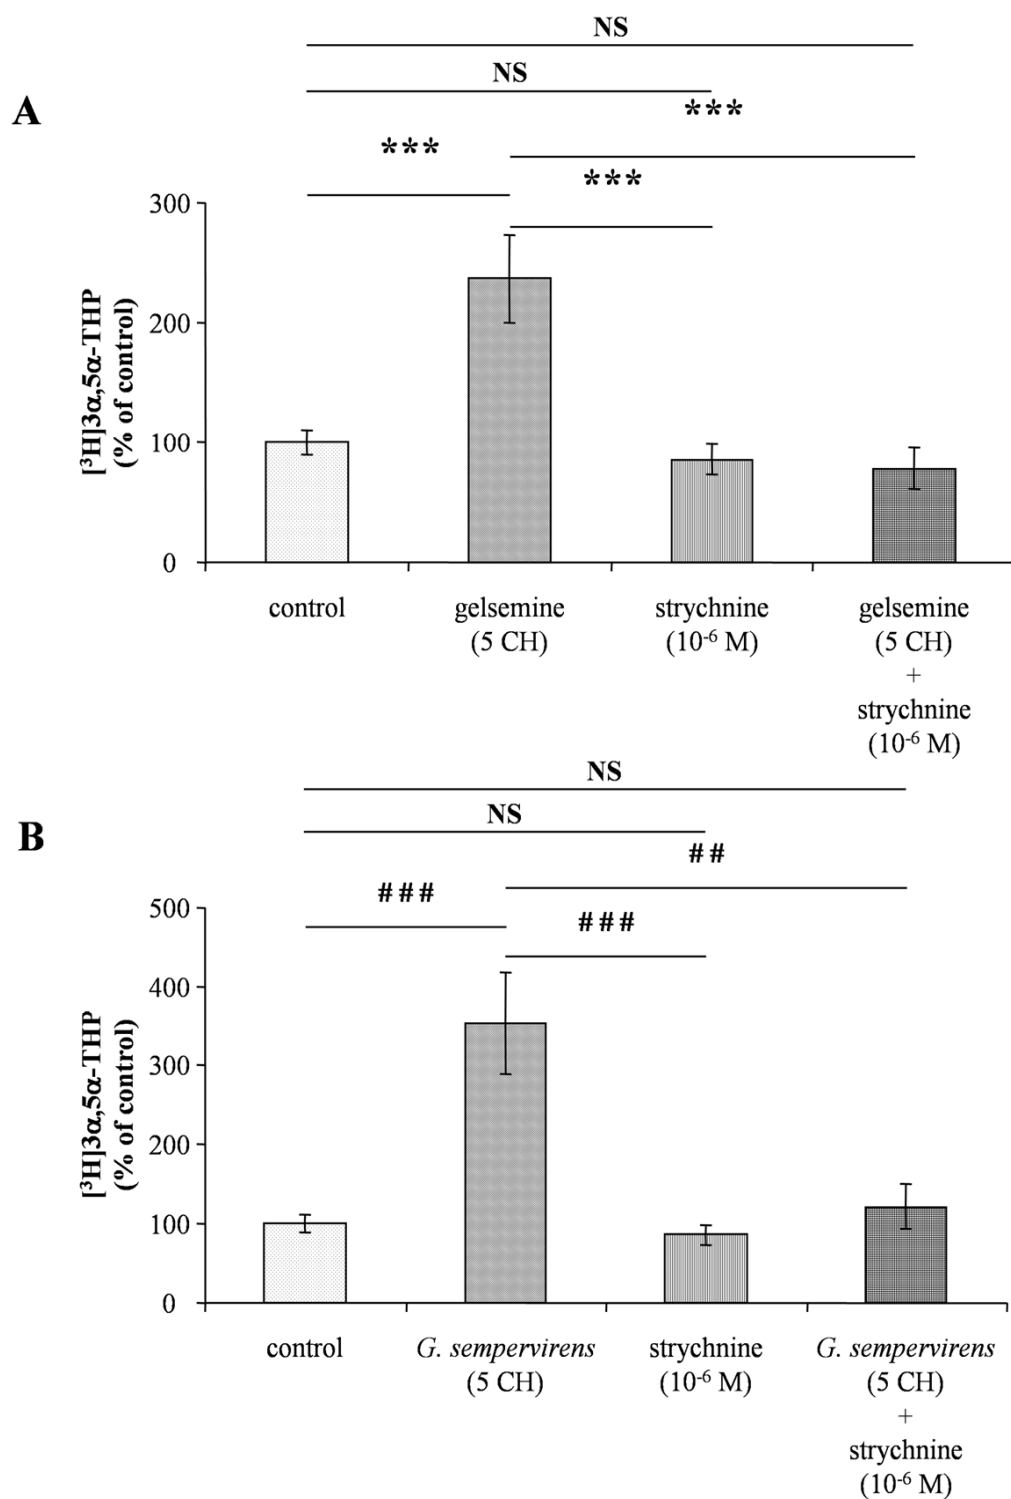 NS
NS
A
***
***
***
300
200
100
0
[³H]3α,5α-THP
(% of control)
control
gelsemine
(5 CH)
strychnine
(10⁻⁶ M)
gelsemine
(5 CH)
+
strychnine
(10⁻⁶ M)
NS
NS
B
##
###
###
500
400
300
200
100
0
[³H]3α,5α-THP
(% of control)
control
G. sempervirens
(5 CH)
strychnine
(10⁻⁶ M)
G. sempervirens
(5 CH)
+
strychnine
(10⁻⁶ M)